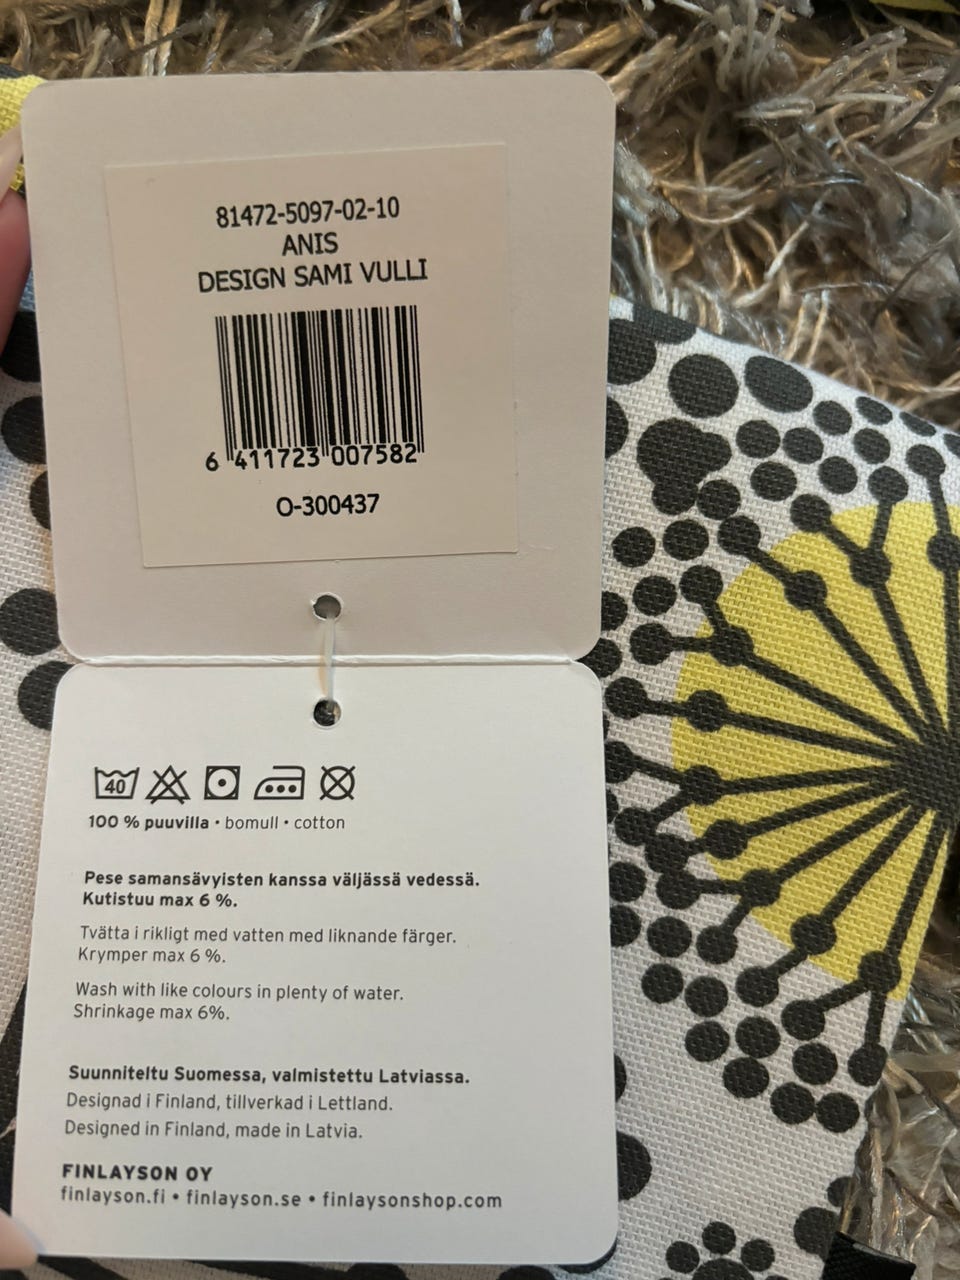 81472-5097-02-10
ANIS
DESIGN SAMI VULLI
6 411723 007582
O-300437
40
100 % puuvilla • bomull • cotton
Pese samansävyisten kanssa väljässä vedessä.
Kutistuu max 6 %.
Tvätta i rikligt med vatten med liknande färger.
Krymper max 6 %.
Wash with like colours in plenty of water.
Shrinkage max 6%.
Suunniteltu Suomessa, valmistettu Latviassa.
Designad i Finland, tillverkad i Lettland.
Designed in Finland, made in Latvia.
FINLAYSON OY
finlayson.fi • finlayson.se • finlaysonshop.com